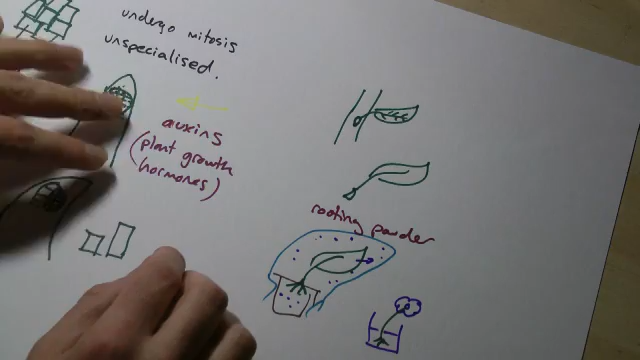 undergo mitosis
unspecialised.
auxins
(plant growth
hormones)
rooting powder